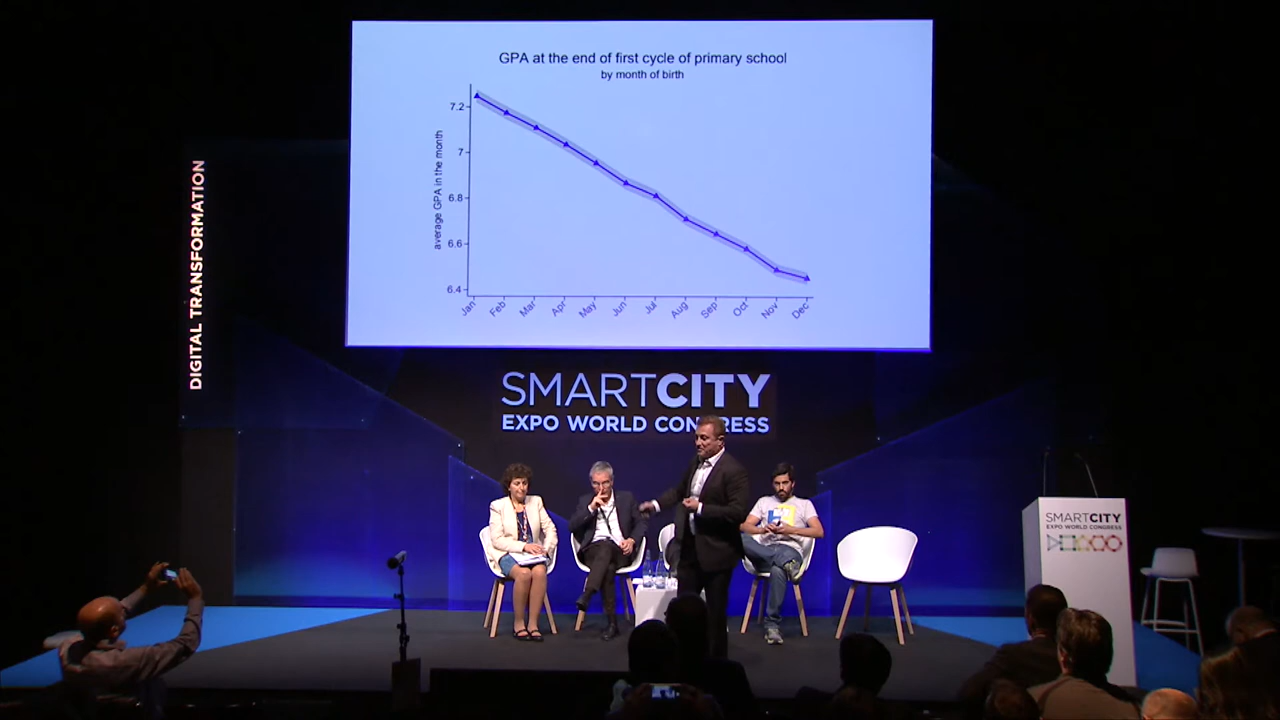 GPA at the end of first cycle of primary school
by month of birth
average GPA in the month
7.2
7
6.8
6.6
6.4
Jan
Feb
Mar
Apr
May
Jun
Jul
Aug
Sep
Oct
Nov
Dec
DIGITAL TRANSFORMATION
SMARTCITY
EXPO WORLD CONGRESS
SMARTCITY
EXPO WORLD CONGRESS